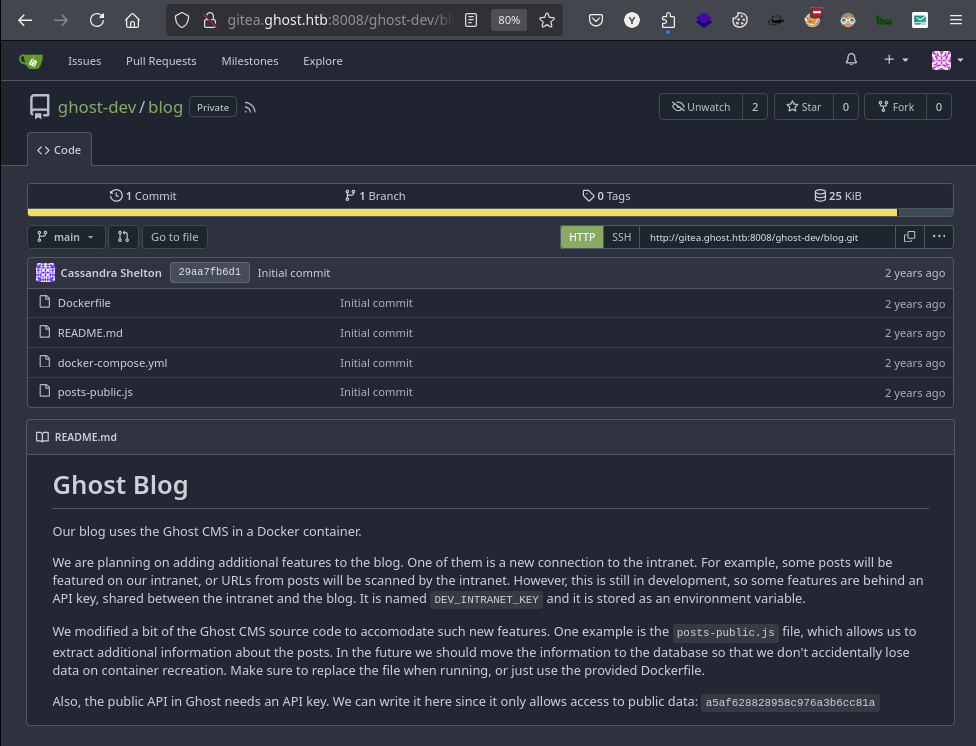 gitea.ghost.htb:8008/ghost-dev/bl
80%
Issues Pull Requests Milestones Explore
ghost-dev/blog Private Unwatch 2 Star 0 Fork 0
Code
1 Commit 1 Branch 0 Tags 25 KiB
main Go to file HTTP SSH http://gitea.ghost.htb:8008/ghost-dev/blog.git
Cassandra Shelton 29aa7fb6d1 Initial commit 2 years ago
Dockerfile Initial commit 2 years ago
README.md Initial commit 2 years ago
docker-compose.yml Initial commit 2 years ago
posts-public.js Initial commit 2 years ago
README.md
Ghost Blog
Our blog uses the Ghost CMS in a Docker container.
We are planning on adding additional features to the blog. One of them is a new connection to the intranet. For example, some posts will be
featured on our intranet, or URLs from posts will be scanned by the intranet. However, this is still in development, so some features are behind an
API key, shared between the intranet and the blog. It is named DEV_INTRANET_KEY and it is stored as an environment variable.
We modified a bit of the Ghost CMS source code to accomodate such new features. One example is the posts-public.js file, which allows us to
extract additional information about the posts. In the future we should move the information to the database so that we don't accidentally lose
data on container recreation. Make sure to replace the file when running, or just use the provided Dockerfile.
Also, the public API in Ghost needs an API key. We can write it here since it only allows access to public data: a5af628828958c976a3b6cc81a